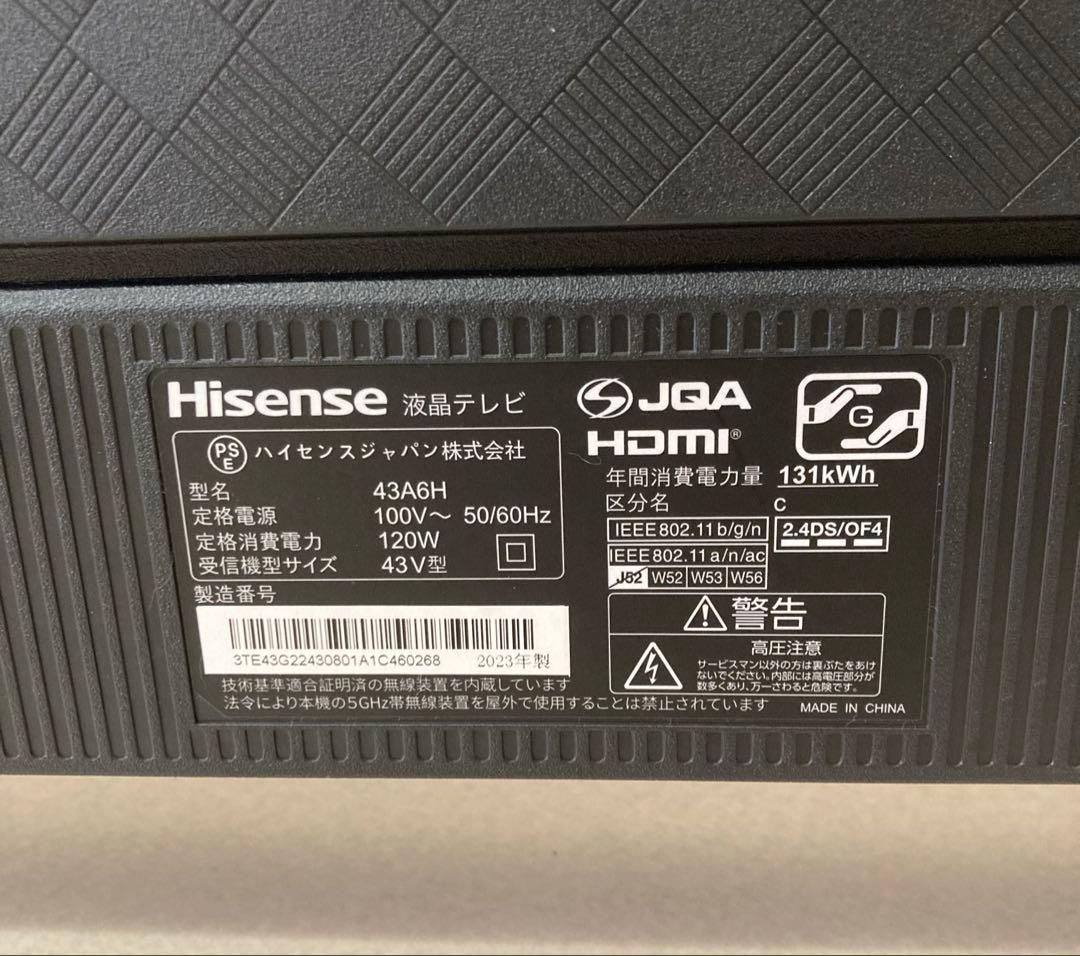 Hisense 液晶テレビ
PS
E
ハイセンスジャパン株式会社
型名 43A6H
定格電源 100V～ 50/60Hz
定格消費電力 120W
受信機型サイズ 43V型
製造番号
3TE43G22430801A1C460268 2023年製
技術基準適合証明済の無線装置を内蔵しています
法令により本機の5GHz帯無線装置を屋外で使用することは禁止されています
JQA
HDMI®
G
年間消費電力量 131kWh
区分名 C
IEEE802.11b/g/n
2.4DS/OF4
IEEE802.11a/n/ac
J52 W52 W53 W56
警告
高圧注意
サービスマン以外の方は裏ぶたをあけ
ないでください。内部には高電圧部分が
数多くあり、万一さわると危険です。
MADE IN CHINA